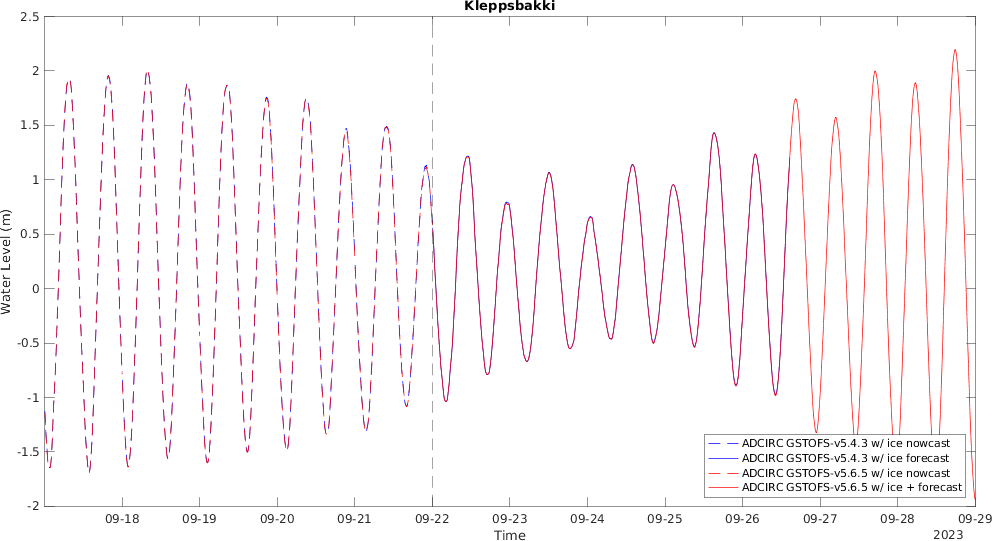 Kleppsbakki
Water Level (m)
2.5
2
1.5
1
0.5
0
-0.5
-1
-1.5
-2
ADCIRC GSTOFS-v5.4.3 w/ ice nowcast
ADCIRC GSTOFS-v5.4.3 w/ ice forecast
ADCIRC GSTOFS-v5.6.5 w/ ice nowcast
ADCIRC GSTOFS-v5.6.5 w/ ice + forecast
09-18 09-19 09-20 09-21 09-22 09-23 09-24 09-25 09-26 09-27 09-28 09-29
Time
2023